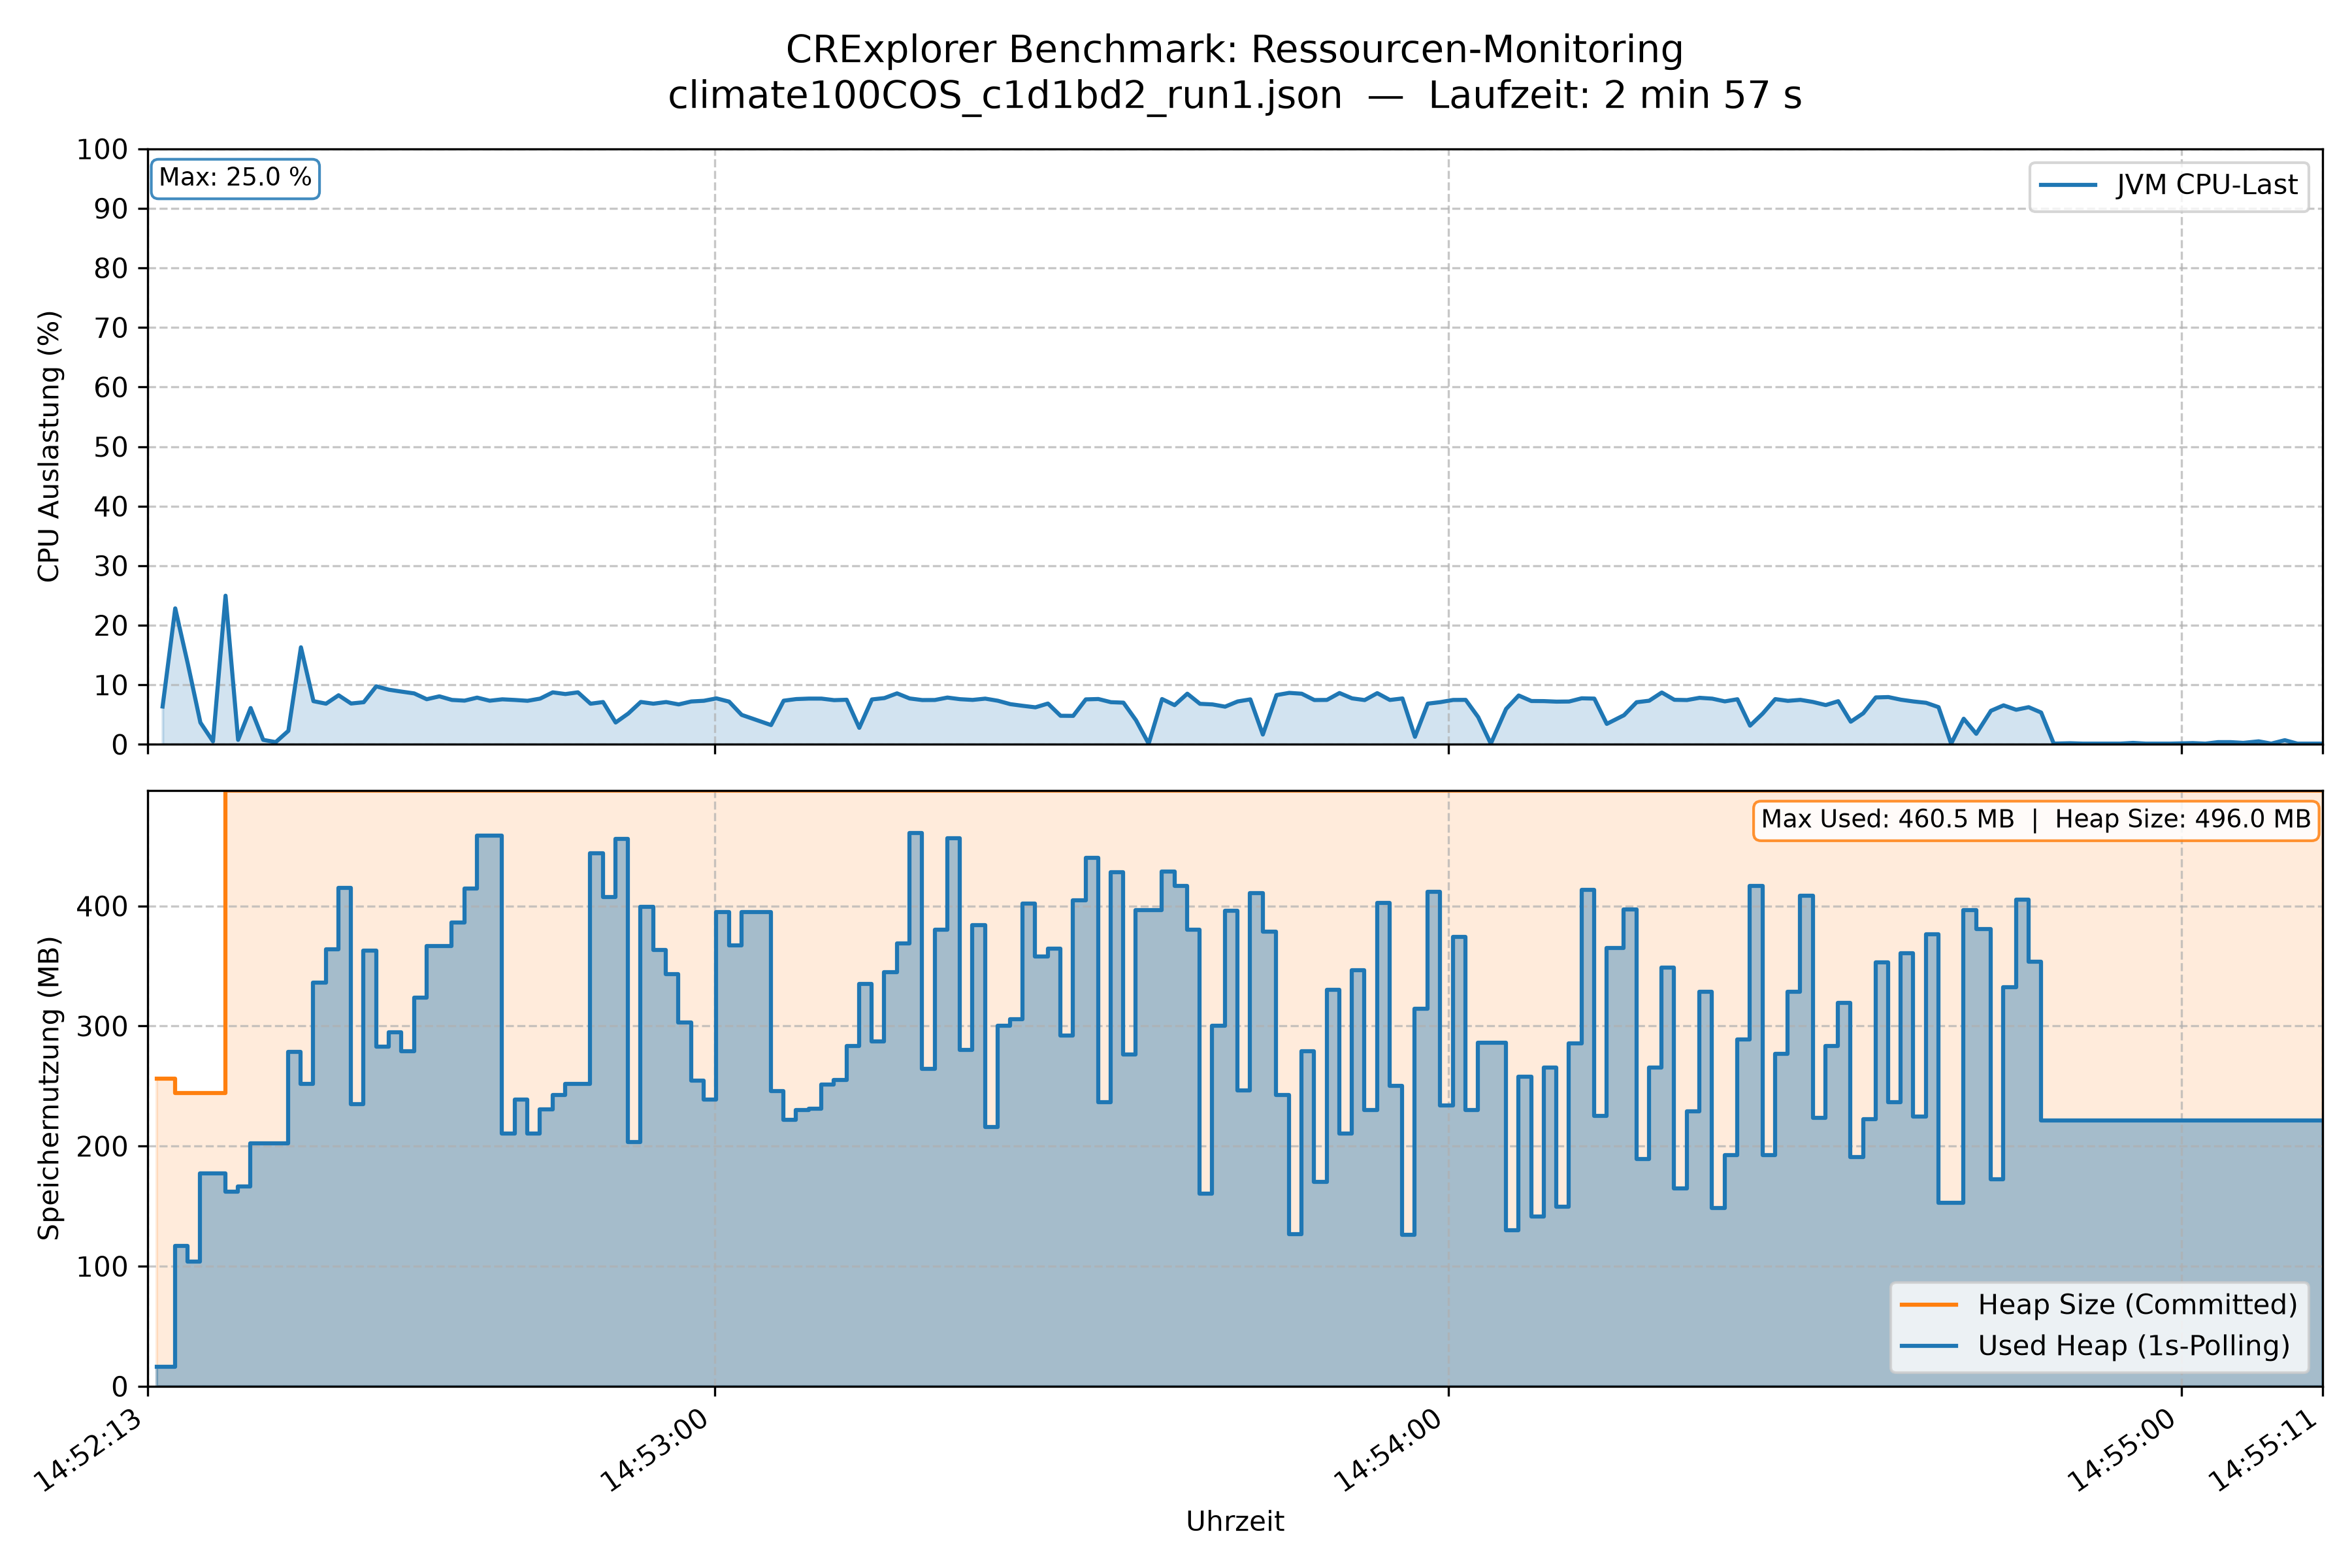 CRExplorer Benchmark: Ressourcen-Monitoring
climate100COS_c1d1bd2_run1.json — Laufzeit: 2 min 57 s
Max: 25.0 %
JVM CPU-Last
CPU Auslastung (%)
100
90
80
70
60
50
40
30
20
10
0
Max Used: 460.5 MB | Heap Size: 496.0 MB
Speichernutzung (MB)
400
300
200
100
0
Heap Size (Committed)
Used Heap (1s-Polling)
14:52:13
14:53:00
14:54:00
14:55:00
14:55:11
Uhrzeit